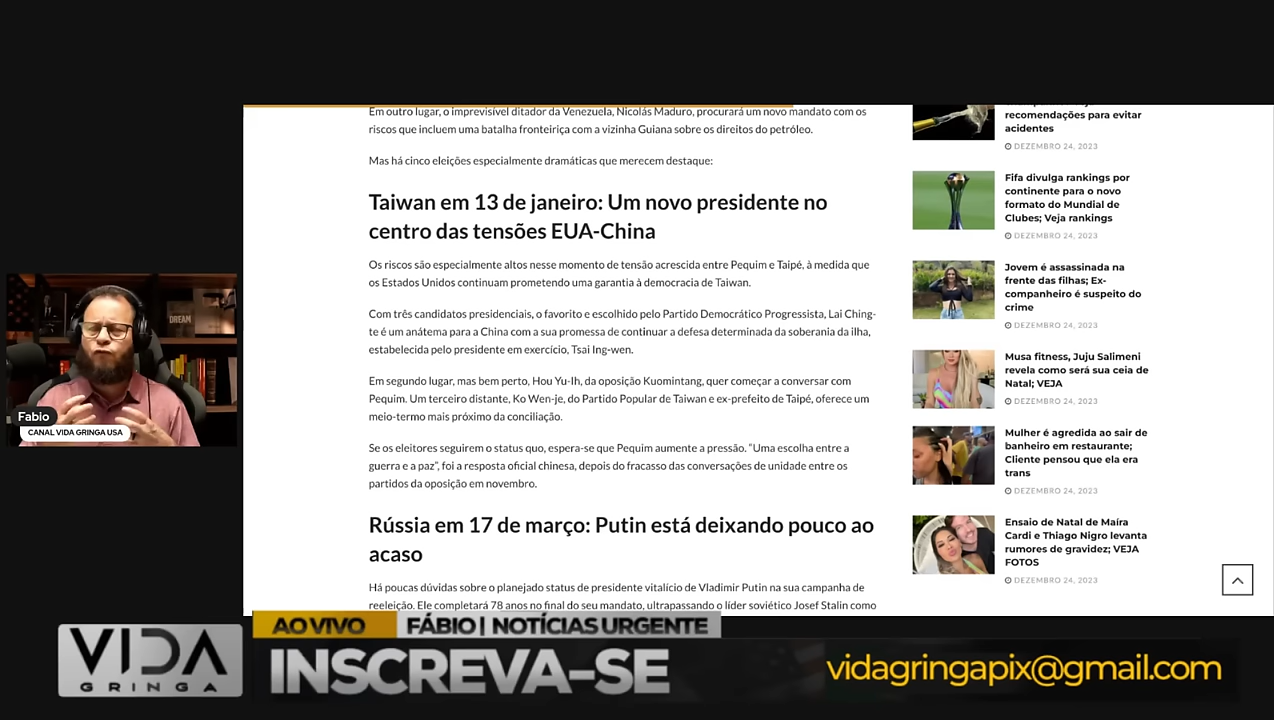 Em outro lugar, o imprevisível ditador da Venezuela, Nicolás Maduro, procurará um novo mandato com os
riscos que incluem uma batalha fronteiriça com a vizinha Guiana sobre os direitos do petróleo.
Mas há cinco eleições especialmente dramáticas que merecem destaque:
Taiwan em 13 de janeiro: Um novo presidente no
centro das tensões EUA-China
Os riscos são especialmente altos nesse momento de tensão acrescida entre Pequim e Taipé, à medida que
os Estados Unidos continuam prometendo uma garantia à democracia de Taiwan.
Com três candidatos presidenciais, o favorito e escolhido pelo Partido Democrático Progressista, Lai Ching-
te é um anátema para a China com a sua promessa de continuar a defesa determinada da soberania da ilha,
estabelecida pelo presidente em exercício, Tsai Ing-wen.
Em segundo lugar, mas bem perto, Hou Yu-Ih, da oposição Kuomintang, quer começar a conversar com
Pequim. Um terceiro distante, Ko Wen-je, do Partido Popular de Taiwan e ex-prefeito de Taipé, oferece um
meio-termo mais próximo da conciliação.
Se os eleitores seguirem o status quo, espera-se que Pequim aumente a pressão. “Uma escolha entre a
guerra e a paz”, foi a resposta oficial chinesa, depois do fracasso das conversações de unidade entre os
partidos da oposição em novembro.
Rússia em 17 de março: Putin está deixando pouco ao
acaso
Há poucas dúvidas sobre o planejado status de presidente vitalício de Vladimir Putin na sua campanha de
reeleição. Ele completará 78 anos no final do seu mandato, ultrapassando o líder soviético Josef Stalin como
recomendações para evitar
acidentes
DEZEMBRO 24, 2023
Fifa divulga rankings por
continente para o novo
formato do Mundial de
Clubes; Veja rankings
DEZEMBRO 24, 2023
Jovem é assassinada na
frente das filhas; Ex-
companheiro é suspeito do
crime
DEZEMBRO 24, 2023
Musa fitness, Juju Salimeni
revela como será sua ceia de
Natal; VEJA
DEZEMBRO 24, 2023
Mulher é agredida ao sair de
banheiro em restaurante;
Cliente pensou que ela era
trans
DEZEMBRO 24, 2023
Ensaio de Natal de Maíra
Cardi e Thiago Nigro levanta
rumores de gravidez; VEJA
FOTOS
DEZEMBRO 24, 2023
DREAM
Fabio
CANAL VIDA GRINGA USA
AO VIVO
FÁBIO | NOTÍCIAS URGENTE
VIDA
GRINGA
INSCREVA-SE
vidagringapix@gmail.com